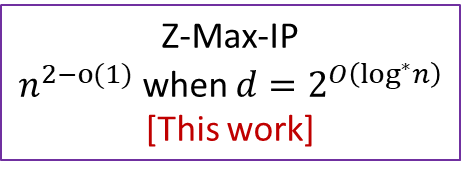 Z-Max-IP
n^{2-o(1)} when d = 2^{O(log^* n)}
[This work]